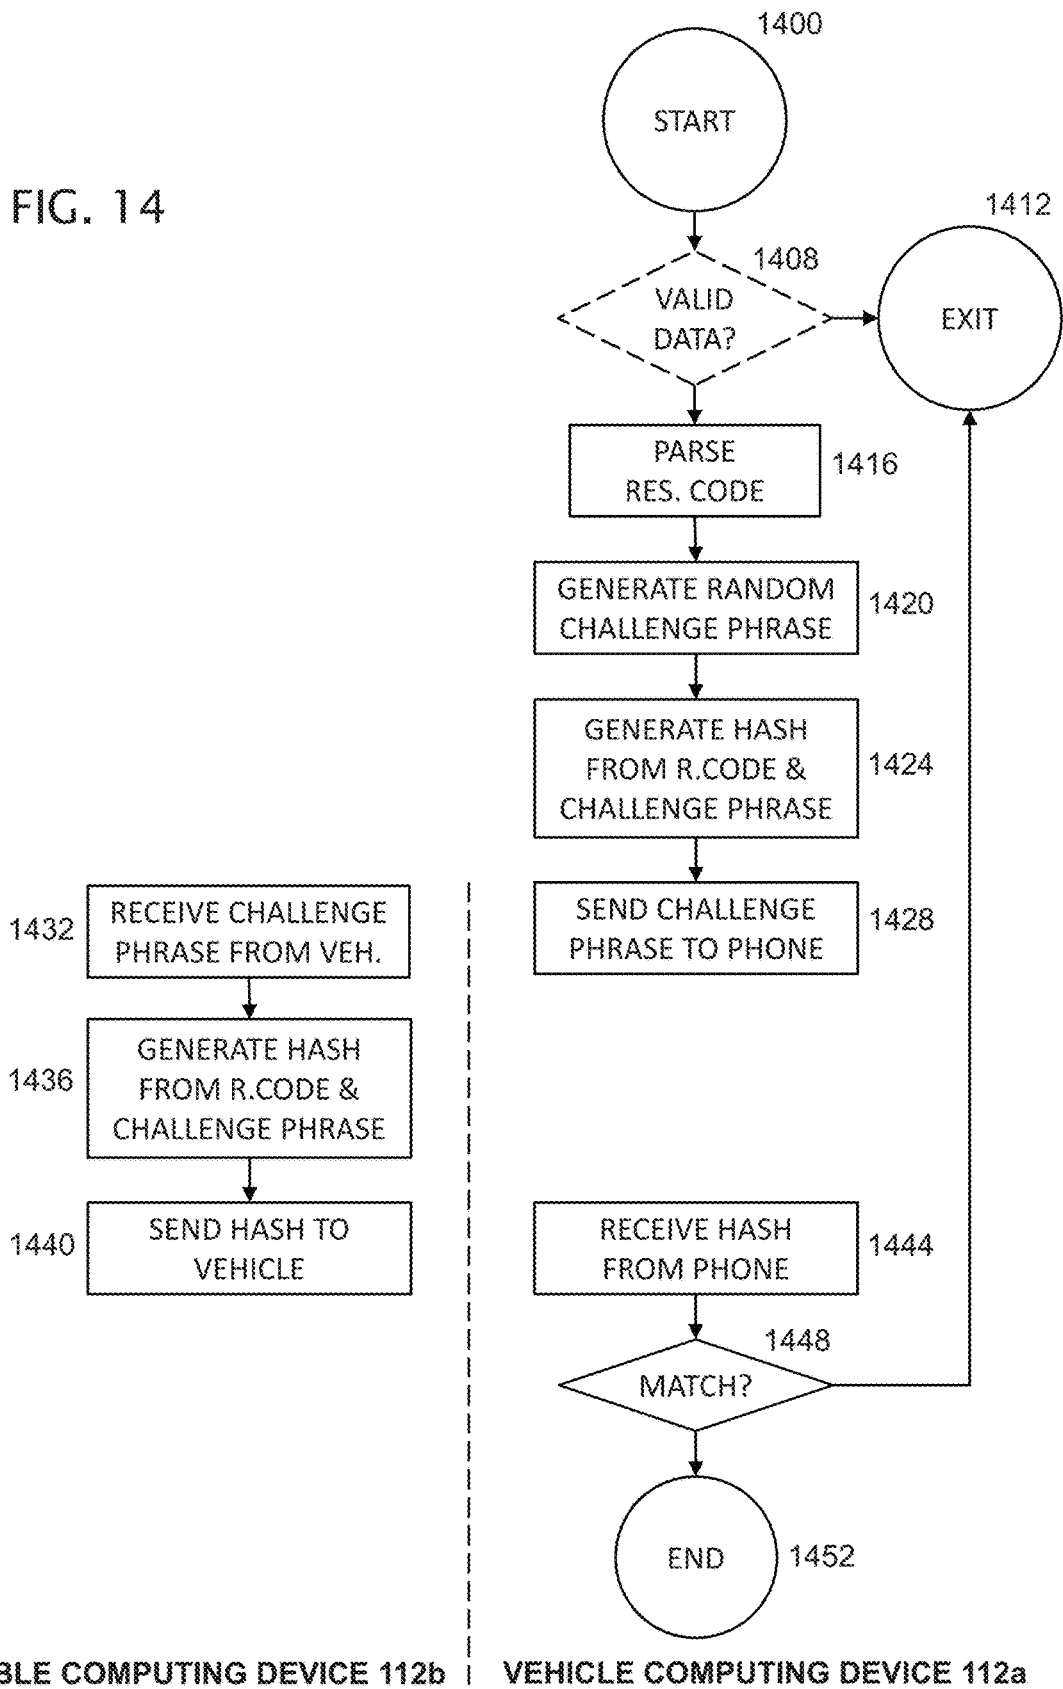 FIG. 14
1400
START
1408
VALID
DATA?
1412
EXIT
PARSE
RES. CODE
1416
GENERATE RANDOM
CHALLENGE PHRASE
1420
GENERATE HASH
FROM R.CODE &
CHALLENGE PHRASE
1424
SEND CHALLENGE
PHRASE TO PHONE
1428
1432
RECEIVE CHALLENGE
PHRASE FROM VEH.
1436
GENERATE HASH
FROM R.CODE &
CHALLENGE PHRASE
1440
SEND HASH TO
VEHICLE
RECEIVE HASH
FROM PHONE
1444
1448
MATCH?
END
1452
COMPUTING DEVICE 112b
VEHICLE COMPUTING DEVICE 112a